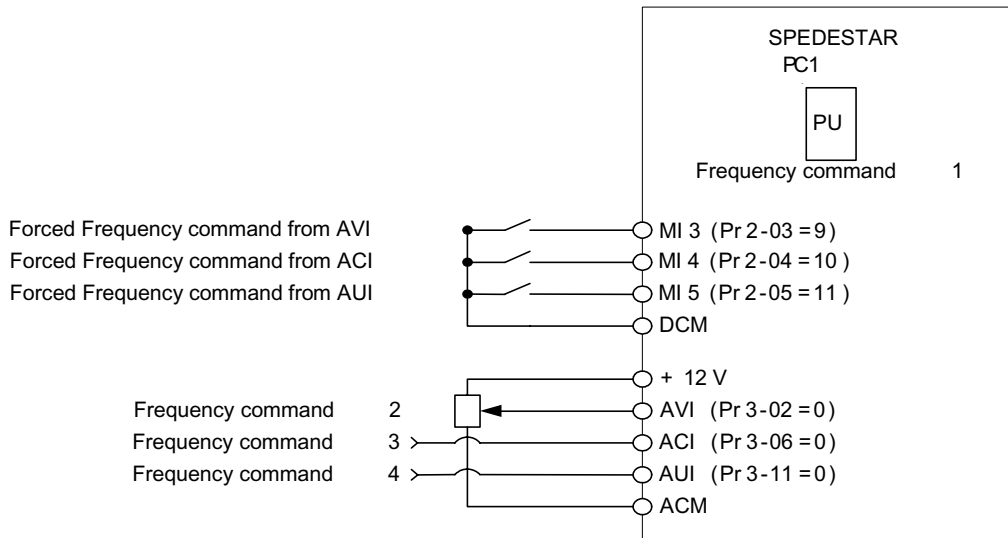 SPEDESTAR
PC1
PU
Frequency command 1
Forced Frequency command from AVI MI 3 (Pr 2-03 =9)
Forced Frequency command from ACI MI 4 (Pr 2-04 =10 )
Forced Frequency command from AUI MI 5 (Pr 2-05 =11 )
DCM
+ 12 V
Frequency command 2 AVI (Pr 3-02 =0)
Frequency command 3 ACI (Pr 3-06 =0)
Frequency command 4 AUI (Pr 3-11 =0)
ACM